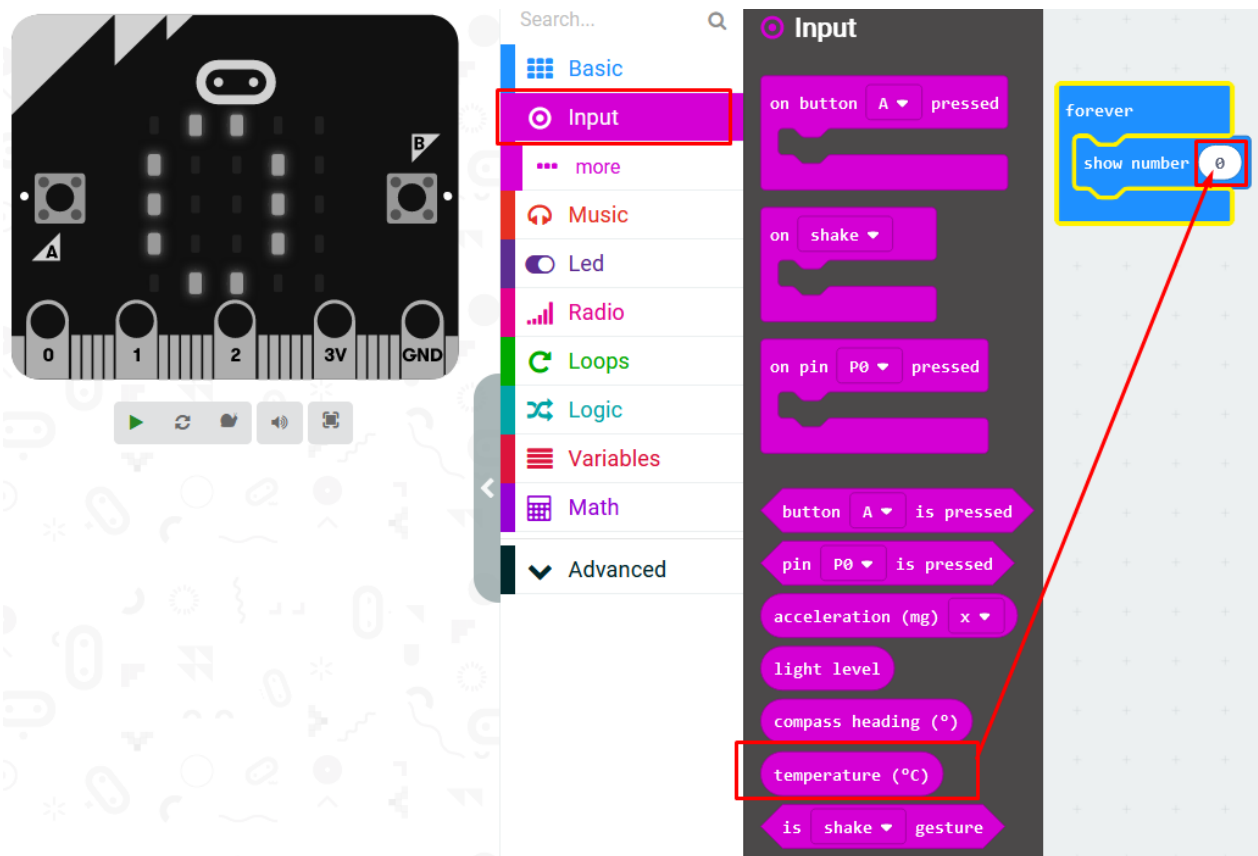 B
A
0
1
2
3V
GND
Search...
Basic
Input
more
Music
Led
Radio
Loops
Logic
Variables
Math
Advanced
Input
on button A pressed
on shake
on pin P0 pressed
button A is pressed
pin P0 is pressed
acceleration (mg) x
light level
compass heading (°)
temperature (°C)
is shake gesture
forever
show number 0